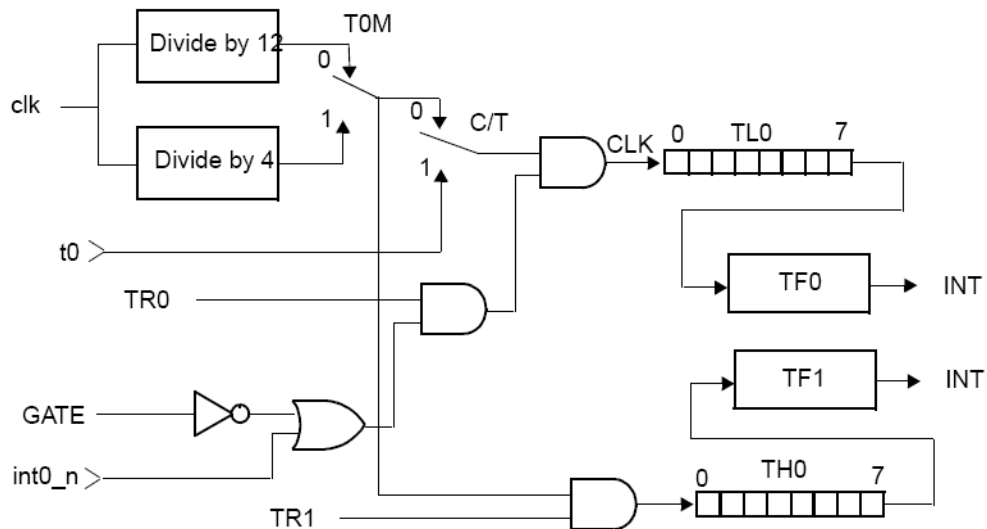 T0M
Divide by 12
0
clk
1
0
C/T
CLK
0
TL0
7
Divide by 4
1
t0
TR0
TF0
INT
TF1
INT
GATE
int0_n
0
TH0
7
TR1